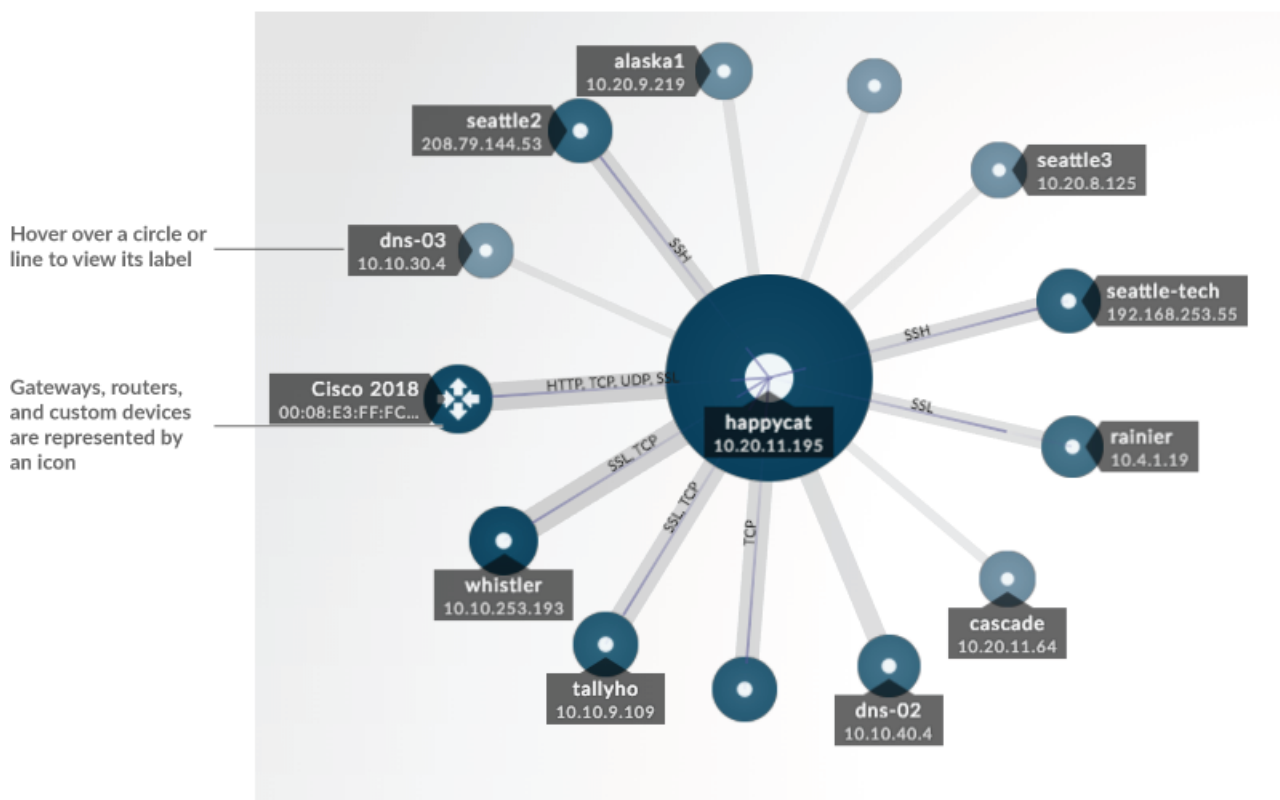 alaska1
10.20.9.219
seattle2
208.79.144.53
seattle3
10.20.8.125
Hover over a circle or
line to view its label
dns-03
10.10.30.4
SSH
seattle-tech
192.168.253.55
SSH
Gateways, routers,
and custom devices
are represented by
an icon
Cisco 2018
00:08:E3:FF:FC...
HTTP, TCP, UDP, SSL
happycat
10.20.11.195
SSL
rainier
10.4.1.19
SSL, TCP
SSL, TCP
TCP
whistler
10.10.253.193
cascade
10.20.11.64
tallyho
10.10.9.109
dns-02
10.10.40.4